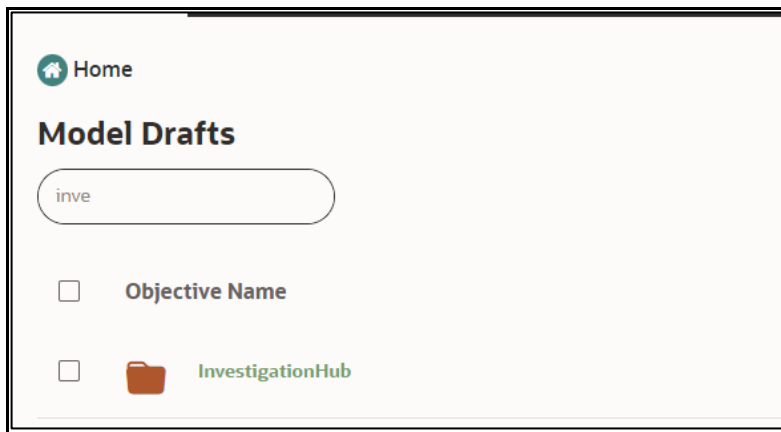 Home
Model Drafts
inve
Objective Name
InvestigationHub